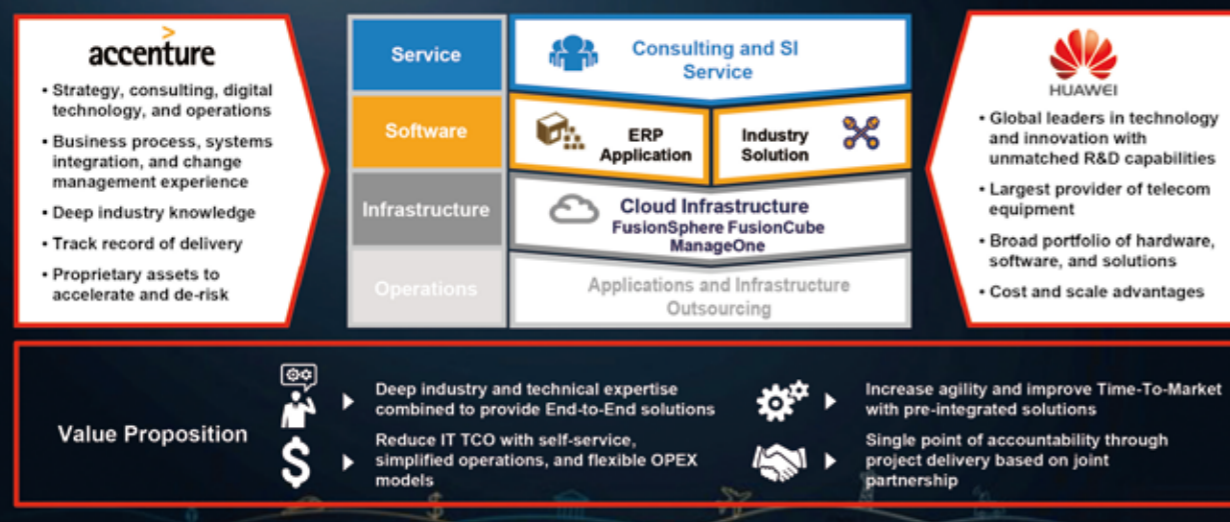 accenture
• Strategy, consulting, digital
technology, and operations
• Business process, systems
integration, and change
management experience
• Deep industry knowledge
• Track record of delivery
• Proprietary assets to
accelerate and de-risk
Service
Consulting and SI
Service
Software
ERP
Application
Industry
Solution
Infrastructure
Cloud Infrastructure
FusionSphere FusionCube
ManageOne
Operations
Applications and Infrastructure
Outsourcing
HUAWEI
• Global leaders in technology
and innovation with
unmatched R&D capabilities
• Largest provider of telecom
equipment
• Broad portfolio of hardware,
software, and solutions
• Cost and scale advantages
Value Proposition
Deep industry and technical expertise
combined to provide End-to-End solutions
Reduce IT TCO with self-service,
simplified operations, and flexible OPEX
models
Increase agility and improve Time-To-Market
with pre-integrated solutions
Single point of accountability through
project delivery based on joint
partnership